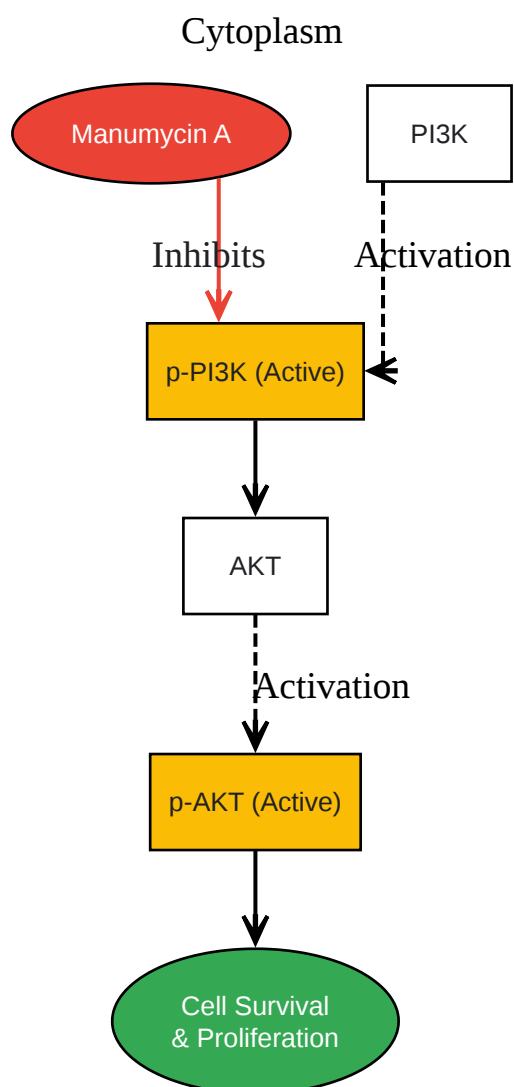 Cytoplasm
Manumycin A
PI3K
Inhibits
Activation
p-PI3K (Active)
AKT
Activation
p-AKT (Active)
Cell Survival
& Proliferation